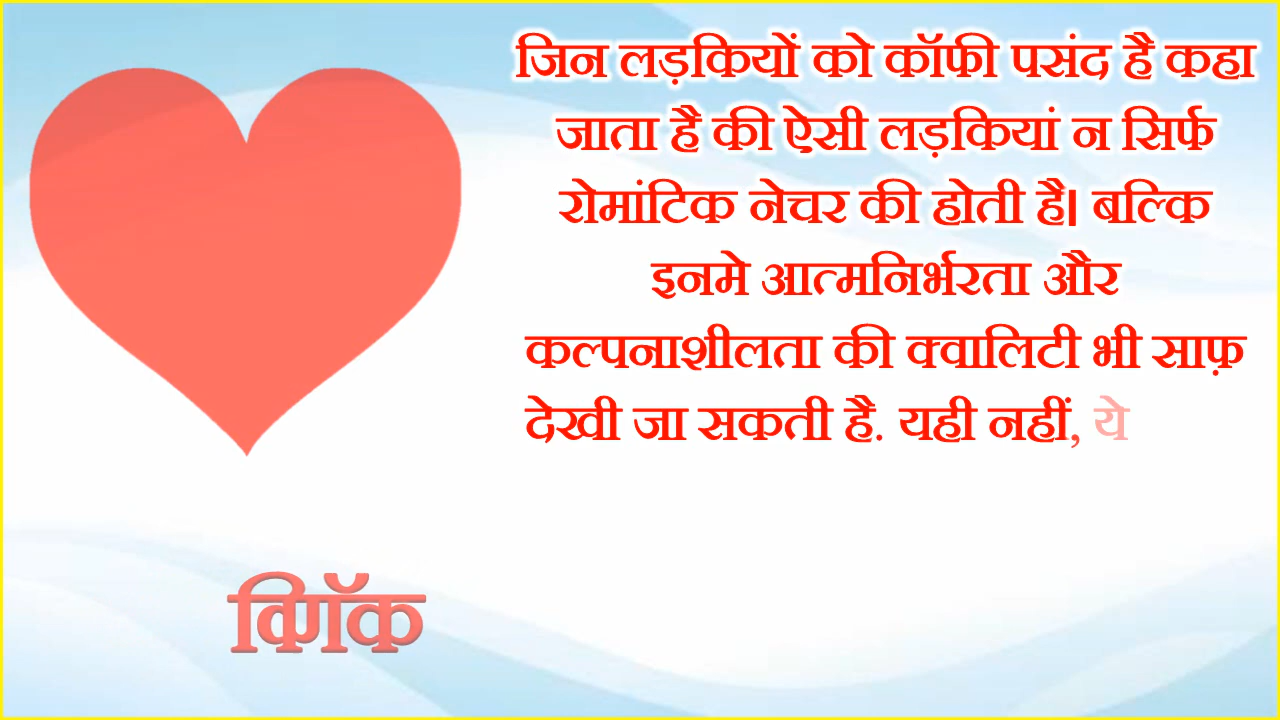 जिन लड़कियों को कॉफी पसंद है कहा
जाता है की ऐसी लड़कियां न सिर्फ
रोमांटिक नेचर की होती है। बल्कि
इनमे आत्मनिर्भरता और
कल्पनाशीलता की क्वालिटी भी साफ़
देखी जा सकती है. यही नहीं, ये